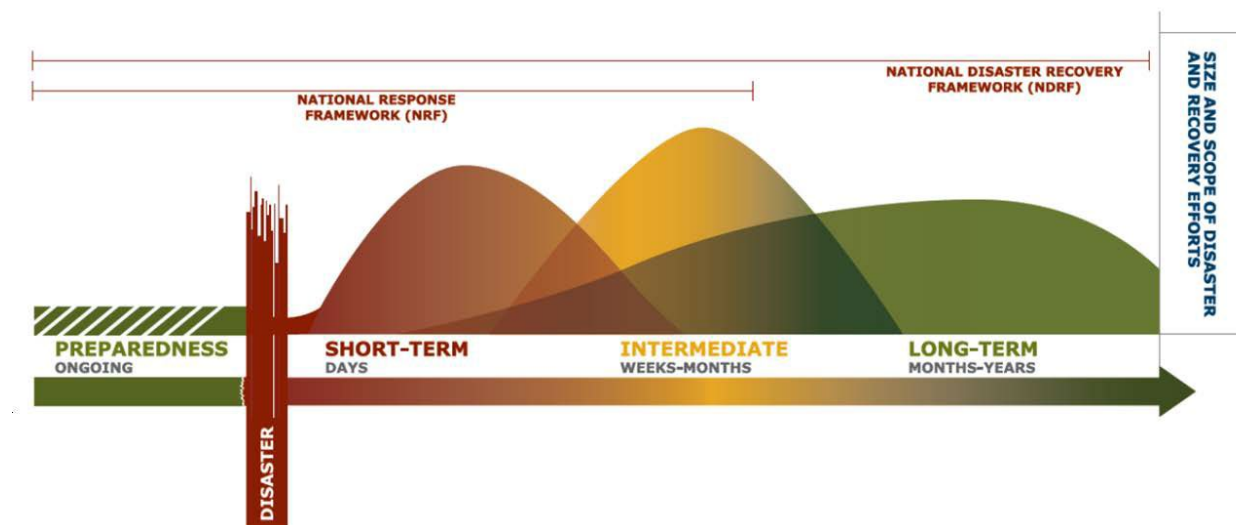 NATIONAL DISASTER RECOVERY
FRAMEWORK (NDRF)
NATIONAL RESPONSE
FRAMEWORK (NRF)
SIZE AND SCOPE OF DISASTER
AND RECOVERY EFFORTS
PREPAREDNESS
ONGOING
SHORT-TERM
DAYS
INTERMEDIATE
WEEKS-MONTHS
LONG-TERM
MONTHS-YEARS
DISASTER